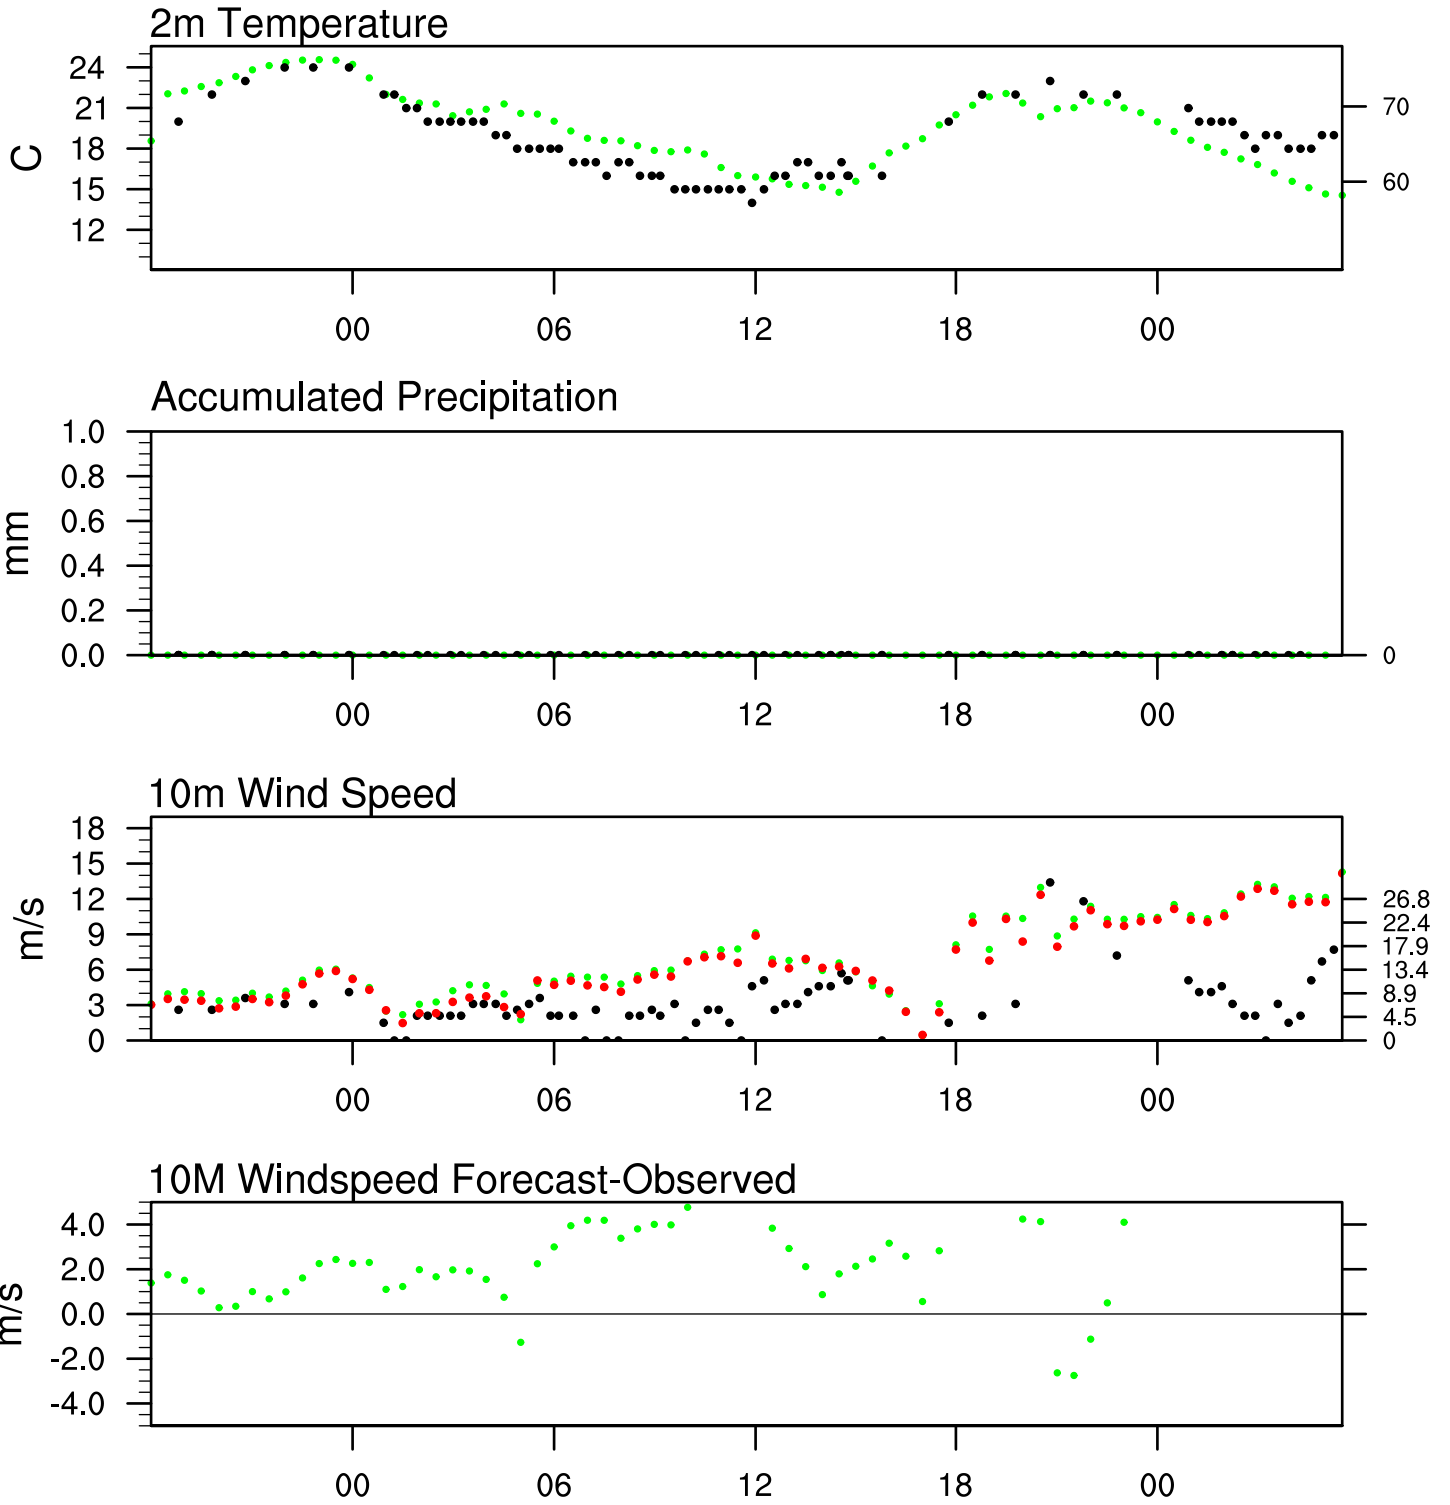 2m Temperature
24
21
18
15
12
C
70
60
00 06 12 18 00
Accumulated Precipitation
1.0
0.8
0.6
0.4
0.2
0.0
mm
0
00 06 12 18 00
10m Wind Speed
18
15
12
9
6
3
0
m/s
26.8
22.4
17.9
13.4
8.9
4.5
0
00 06 12 18 00
10M Windspeed Forecast-Observed
4.0
2.0
0.0
-2.0
-4.0
m/s
00 06 12 18 00